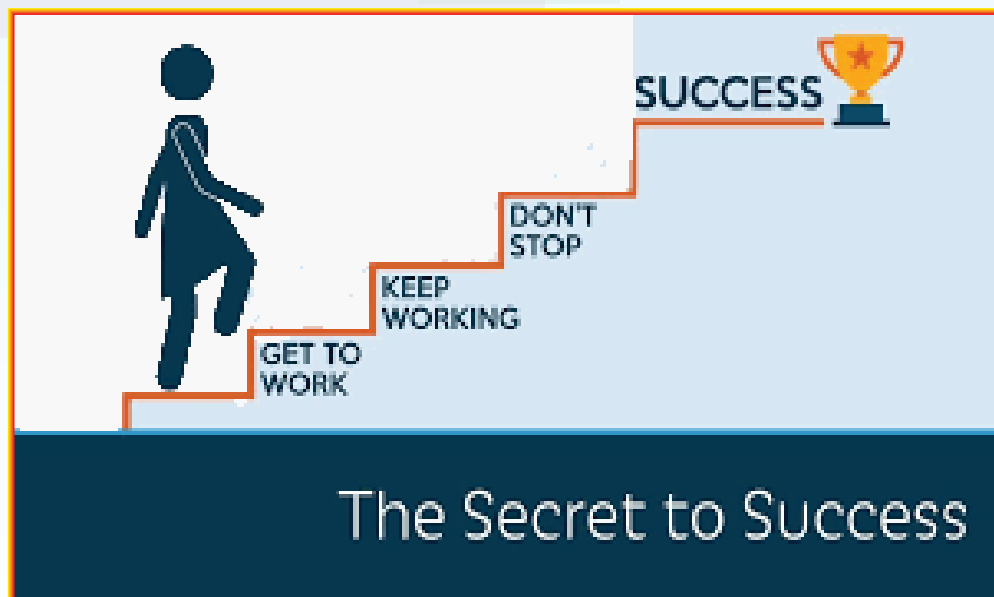 SUCCESS
DON'T
STOP
KEEP
WORKING
GET TO
WORK
The Secret to Success